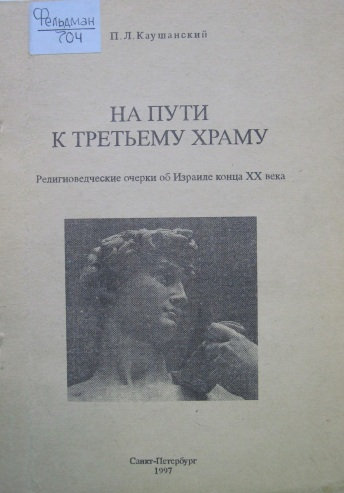 Фельдман
704
П. Л. Каушанский
НА ПУТИ
К ТРЕТЬЕМУ ХРАМУ
Религиоведческие очерки об Израиле конца XX века
Санкт-Петербург
1997